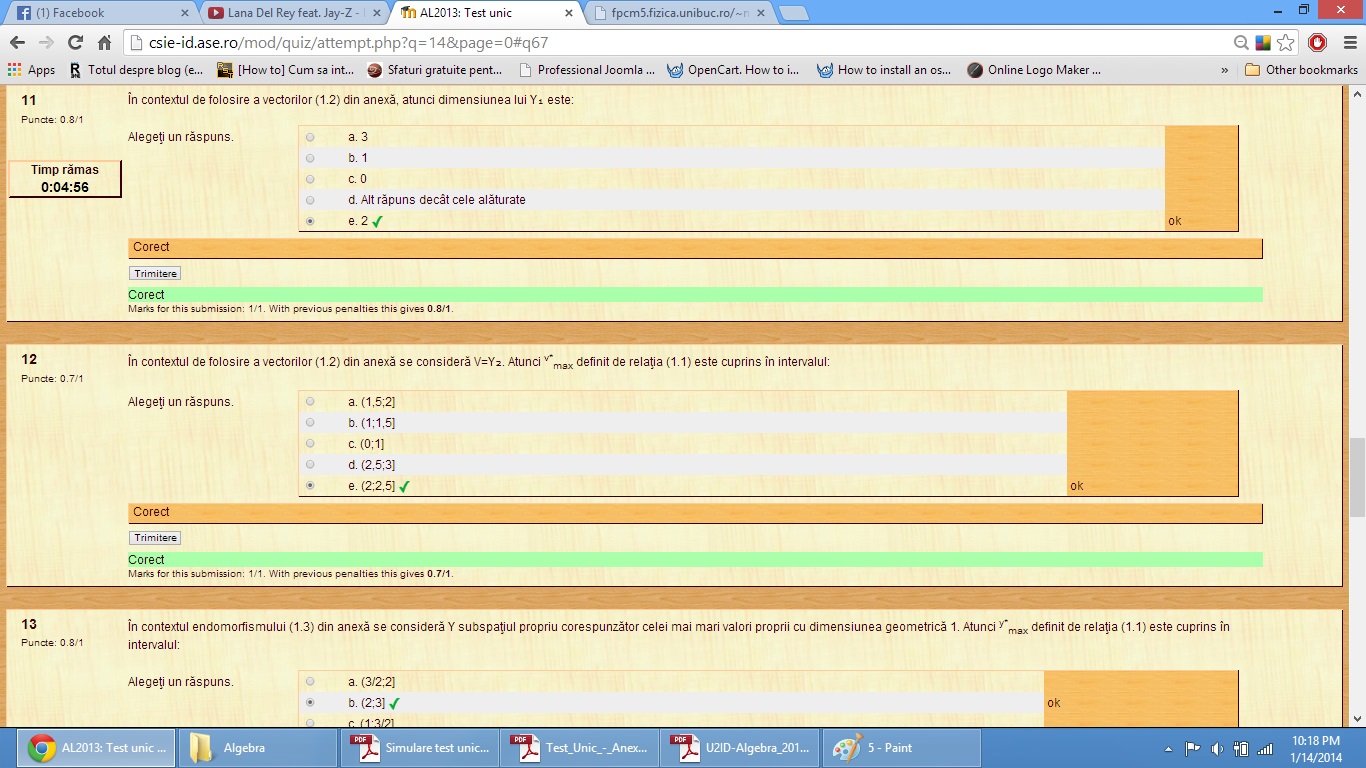 (1) Facebook
Lana Del Rey feat. Jay-Z -
AL2013: Test unic
fpcm5.fizica.unibuc.ro/~n
csie-id.ase.ro/mod/quiz/attempt.php?q=14&page=0#q67
Apps
Totul despre blog (e...
[How to] Cum sa int...
Sfaturi gratuite pent...
Professional Joomla ...
OpenCart. How to i...
How to install an os...
Online Logo Maker ...
»
Other bookmarks
11
Puncte: 0.8/1
În contextul de folosire a vectorilor (1.2) din anexă, atunci dimensiunea lui Y₁ este:
Alegeţi un răspuns.
a. 3
b. 1
c. 0
d. Alt răpuns decât cele alăturate
e. 2 ✓
ok
Timp rămas
0:04:56
Corect
Trimitere
Corect
Marks for this submission: 1/1. With previous penalties this gives 0.8/1.
12
Puncte: 0.7/1
În contextul de folosire a vectorilor (1.2) din anexă se consideră V=Y₂. Atunci v*max definit de relaţia (1.1) este cuprins în intervalul:
Alegeţi un răspuns.
a. (1,5;2]
b. (1;1,5]
c. (0;1]
d. (2,5;3]
e. (2;2,5] ✓
ok
Corect
Trimitere
Corect
Marks for this submission: 1/1. With previous penalties this gives 0.7/1.
13
Puncte: 0.8/1
În contextul endomorfismului (1.3) din anexă se consideră Y subspaţiul propriu corespunzător celei mai mari valori proprii cu dimensiunea geometrică 1. Atunci v*max definit de relaţia (1.1) este cuprins în
intervalul:
Alegeţi un răspuns.
a. (3/2;2]
b. (2;3] ✓
ok
c. (1;3/2]
AL2013: Test unic ...
Algebra
Simulare test unic...
Test_Unic_-_Anex...
U2ID-Algebra_201...
5 - Paint
10:18 PM
1/14/2014